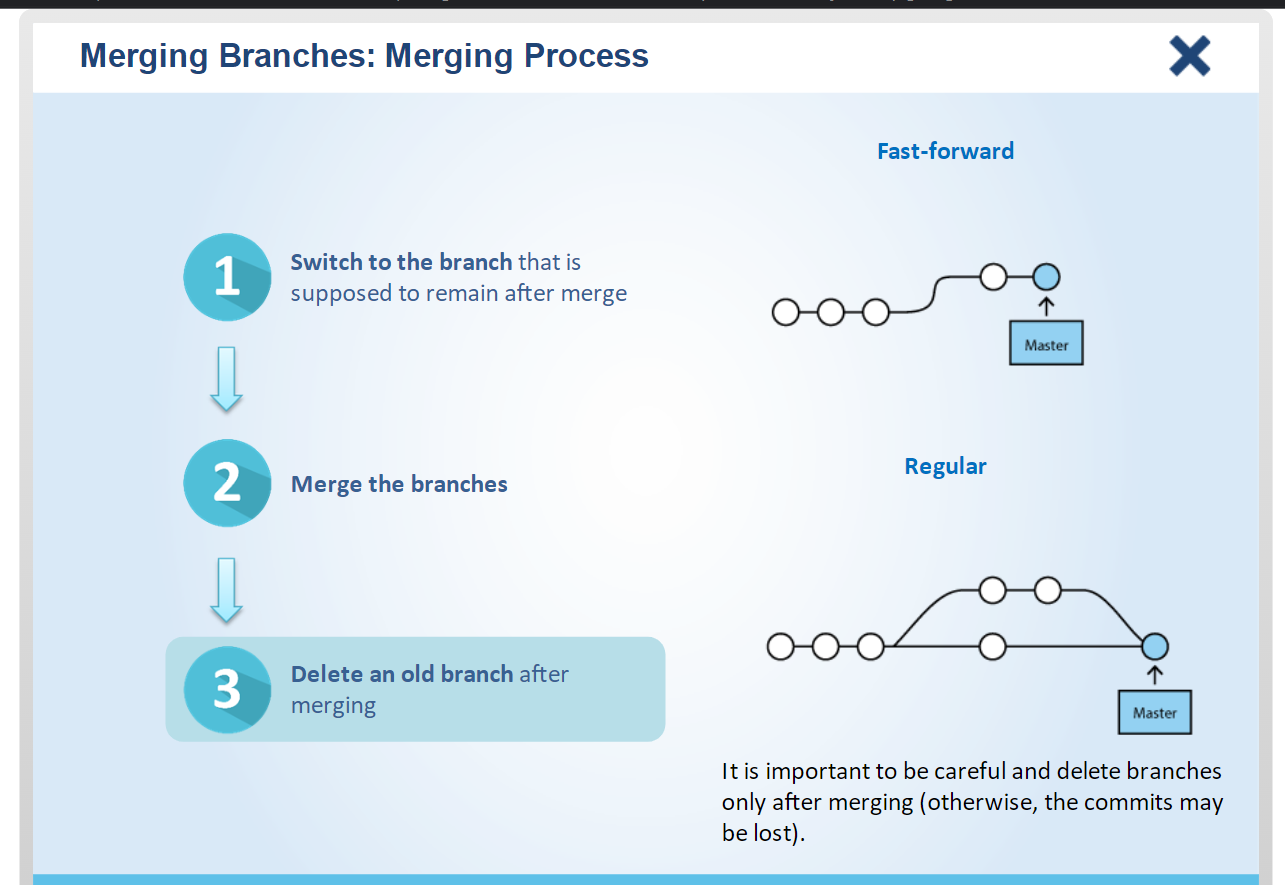 Merging Branches: Merging Process
Fast-forward
1
Switch to the branch that is
supposed to remain after merge
Master
2
Merge the branches
Regular
3
Delete an old branch after
merging
Master
It is important to be careful and delete branches
only after merging (otherwise, the commits may
be lost).